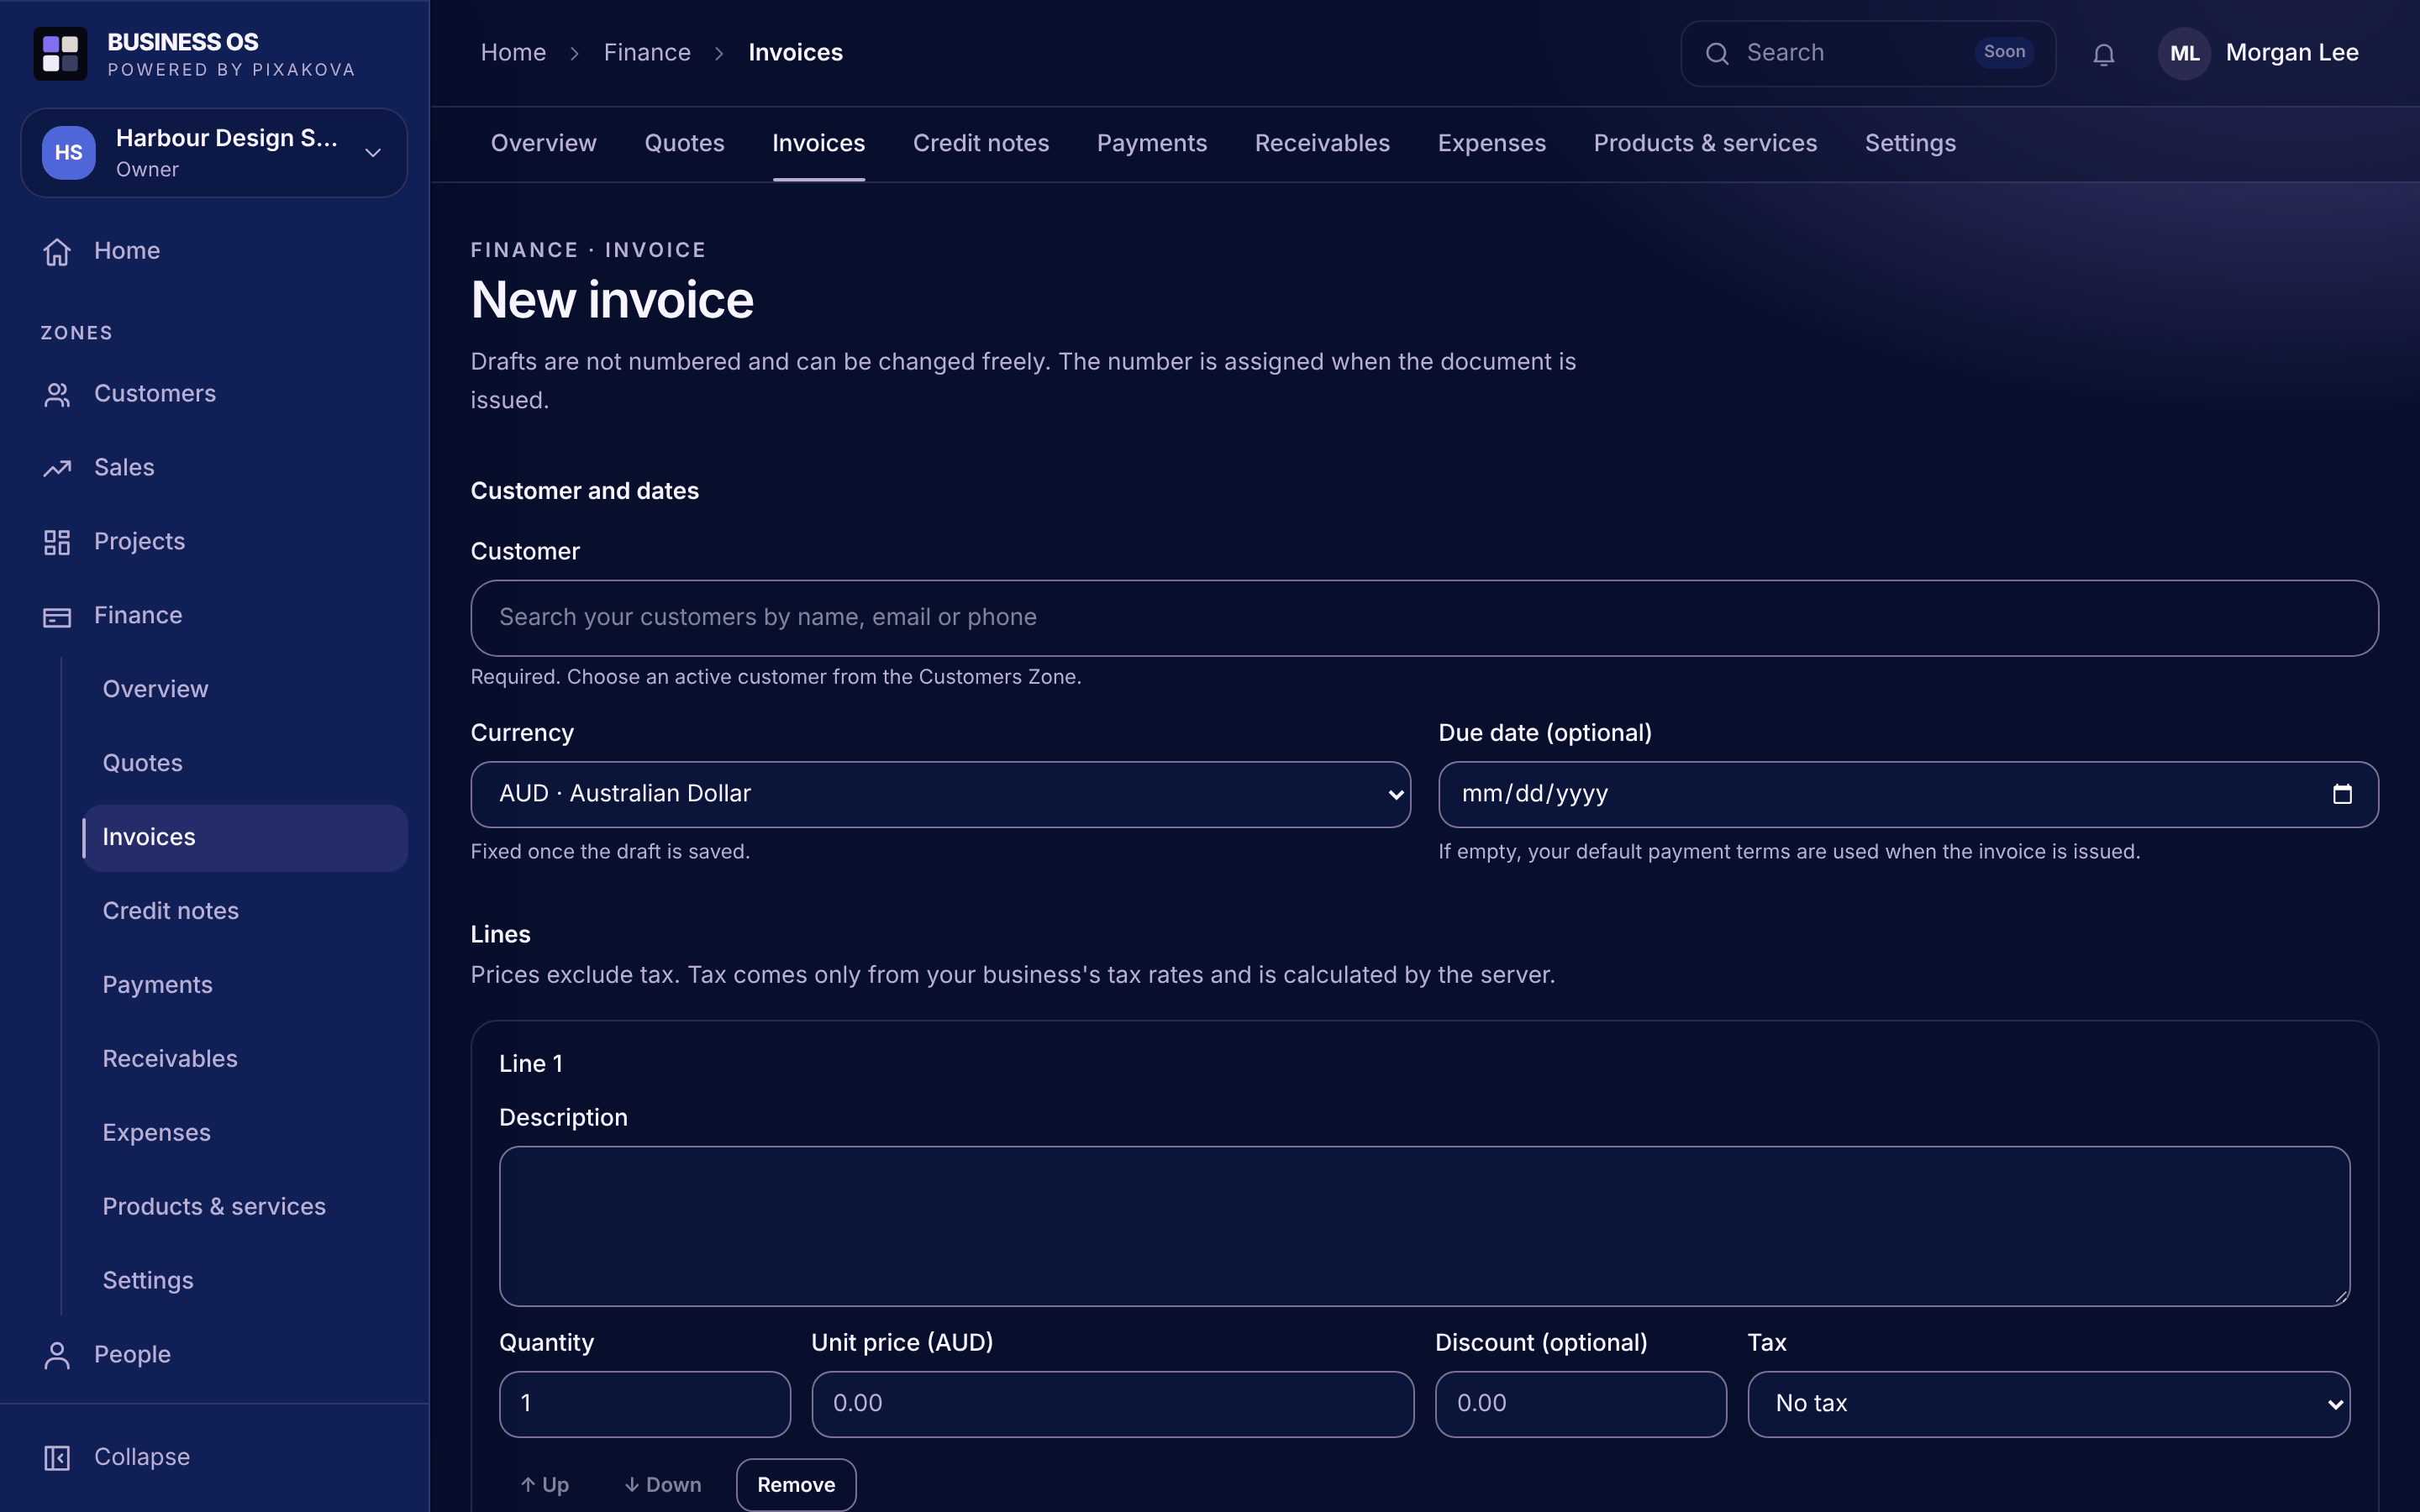 BUSINESS OS
POWERED BY PIXAKOVA
HS
Harbour Design S...
Owner
Home
ZONES
Customers
Sales
Projects
Finance
Overview
Quotes
Invoices
Credit notes
Payments
Receivables
Expenses
Products & services
Settings
People
Collapse
Home > Finance > Invoices
Search
Soon
ML
Morgan Lee
Overview Quotes Invoices Credit notes Payments Receivables Expenses Products & services Settings
FINANCE · INVOICE
New invoice
Drafts are not numbered and can be changed freely. The number is assigned when the document is
issued.
Customer and dates
Customer
Search your customers by name, email or phone
Required. Choose an active customer from the Customers Zone.
Currency
AUD · Australian Dollar
Fixed once the draft is saved.
Due date (optional)
mm/dd/yyyy
If empty, your default payment terms are used when the invoice is issued.
Lines
Prices exclude tax. Tax comes only from your business's tax rates and is calculated by the server.
Line 1
Description
Quantity
1
Unit price (AUD)
0.00
Discount (optional)
0.00
Tax
No tax
↑ Up
↓ Down
Remove